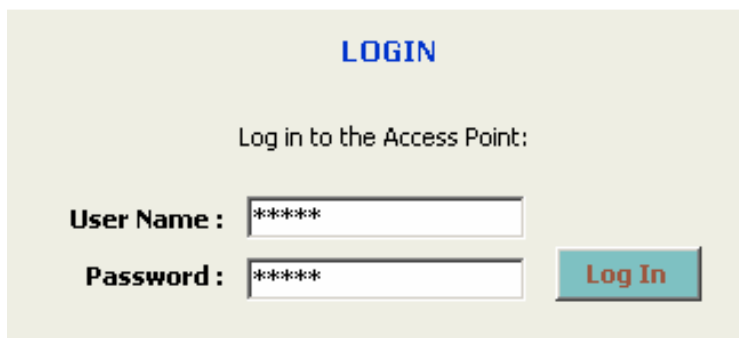 LOGIN
Log in to the Access Point:
User Name : *****
Password : *****
Log In